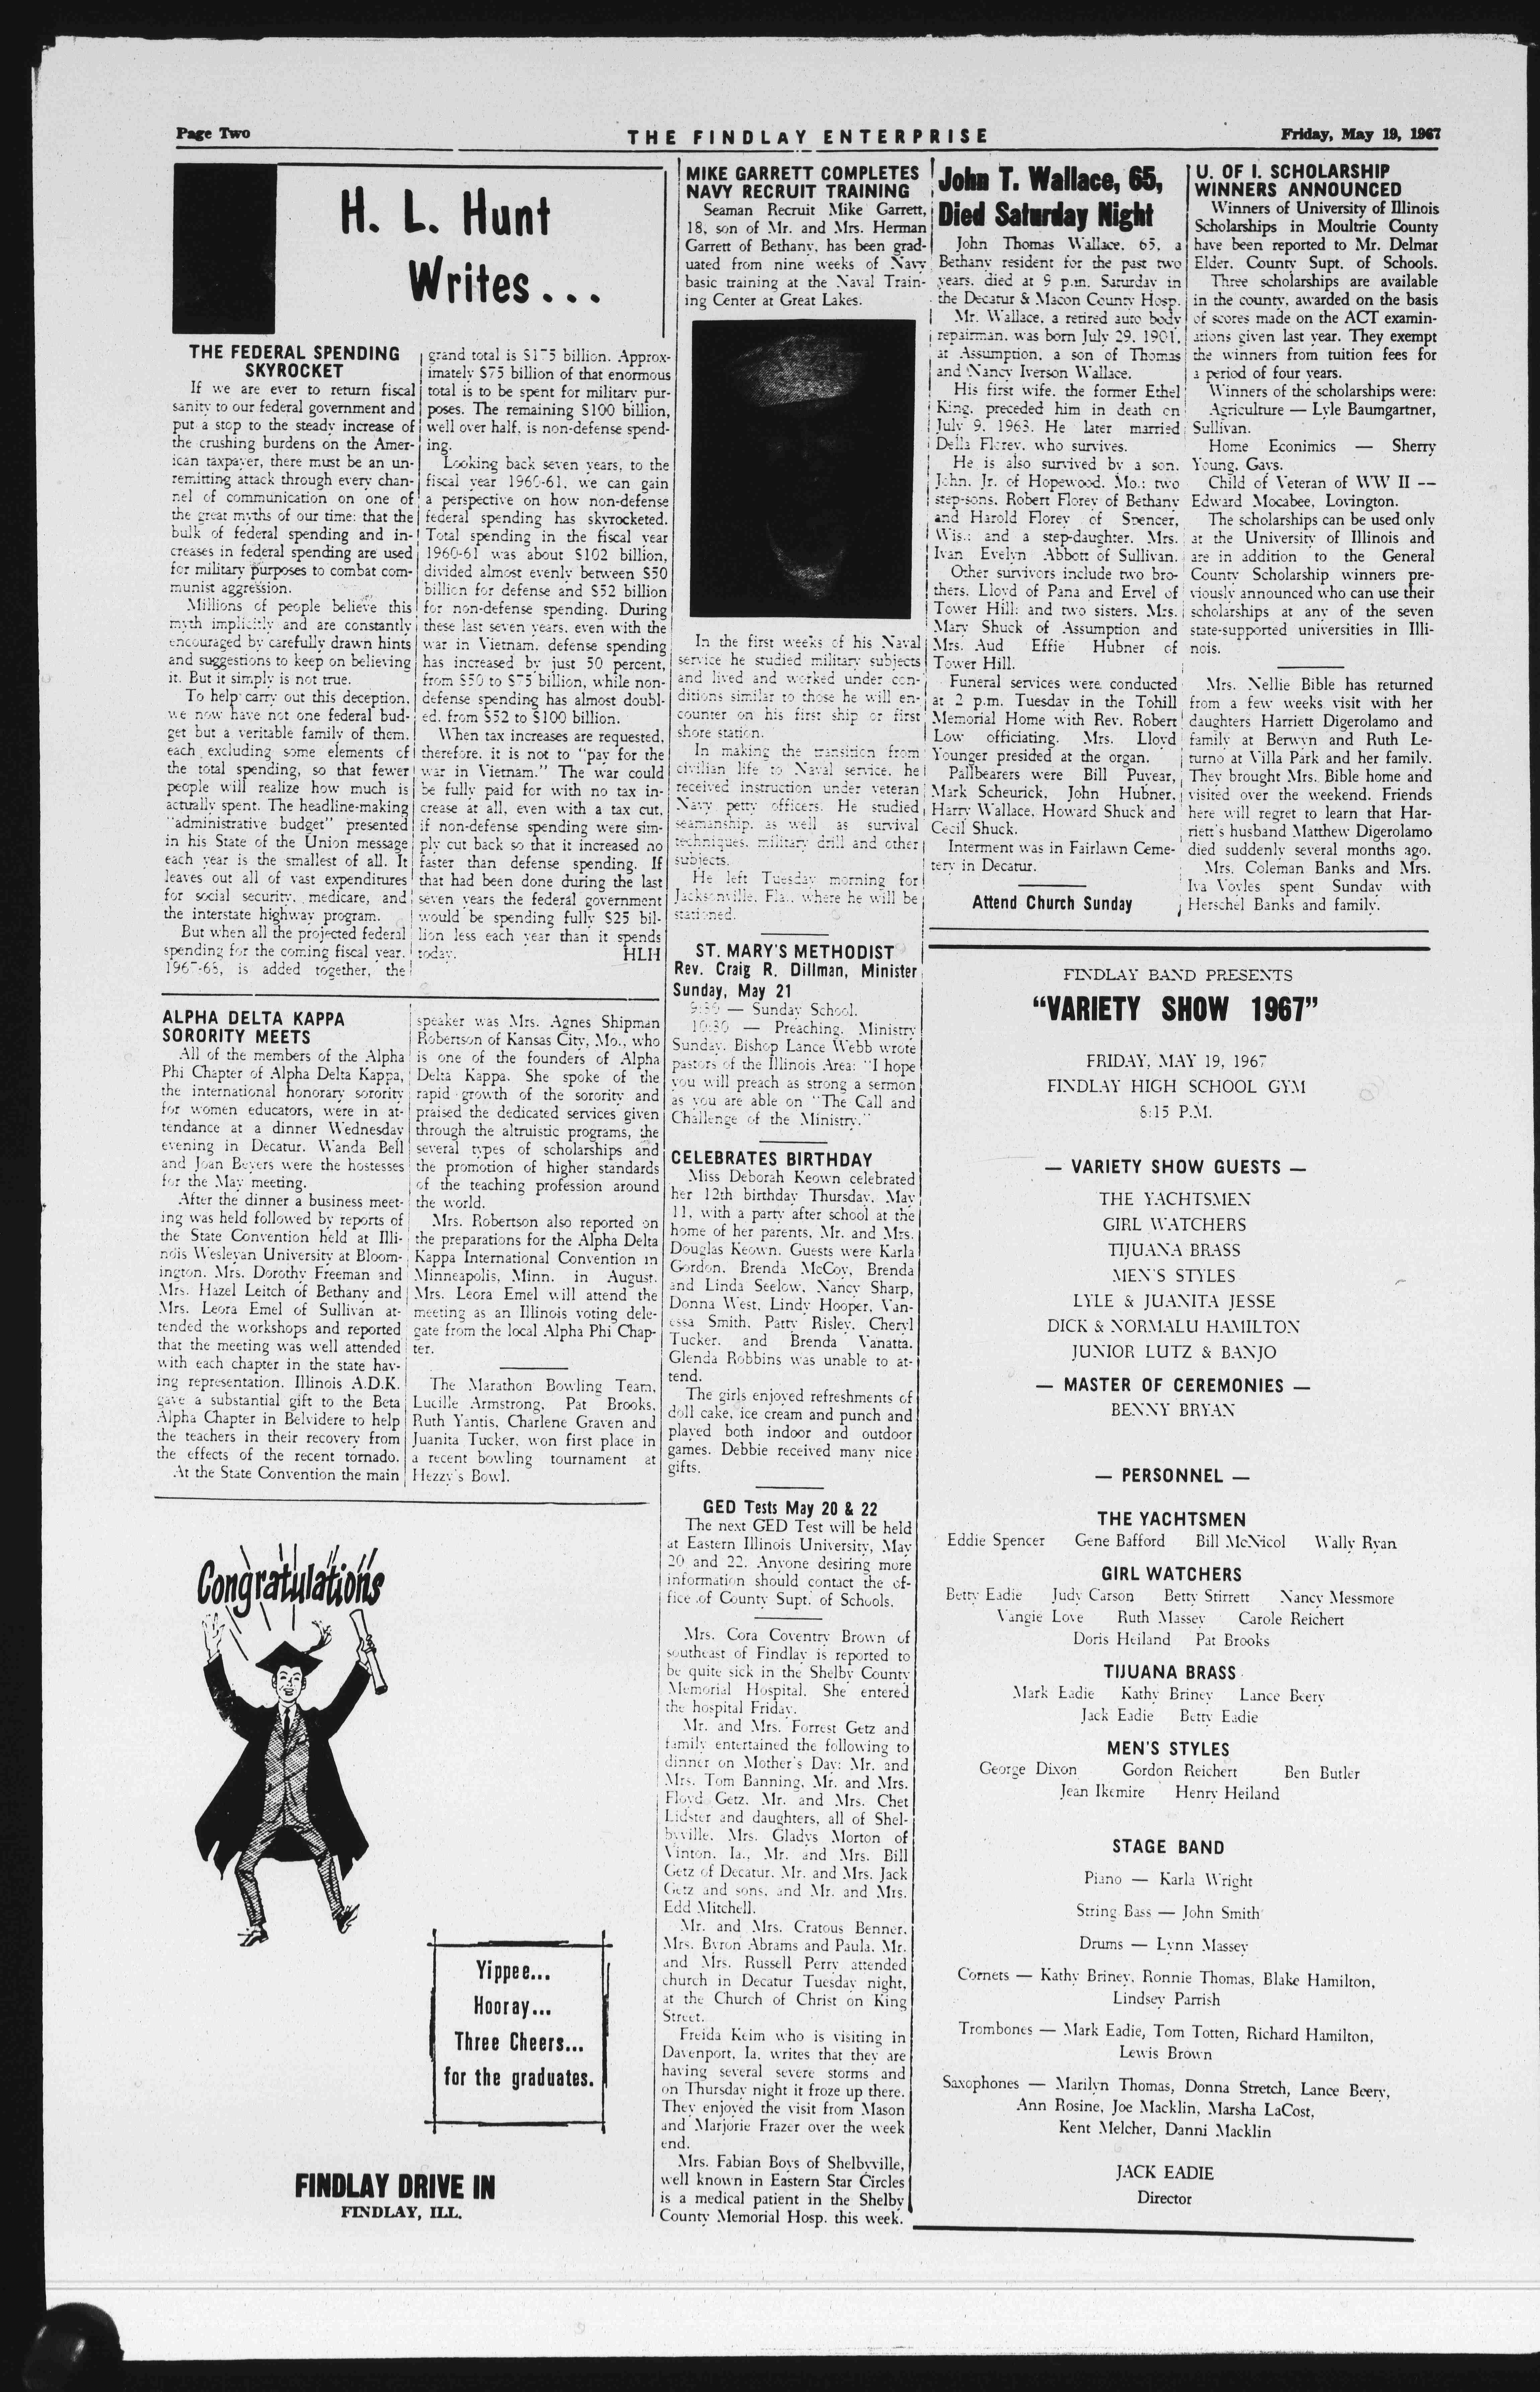 Page Two
THE FINDLAY ENTERPRISE
Friday, May 19, 1967
H. L. Hunt
Writes...
THE FEDERAL SPENDING
SKYROCKET
If we are ever to return fiscal
sanity to our federal government and
put a stop to the steady increase of
the crushing burdens on the Amer-
ican taxpayer, there must be an un-
remitting attack through every chan-
nel of communication on one of
the great myths of our time: that the
bulk of federal spending and in-
creases in federal spending are used
for military purposes to combat com-
munist aggression.
Millions of people believe this
myth implicitly and are constantly
encouraged by carefully drawn hints
and suggestions to keep on believing
it. But it simply is not true.
To help carry out this deception,
we now have not one federal bud-
get but a veritable family of them,
each excluding some elements of
the total spending, so that fewer
people will realize how much is
actually spent. The headline-making
"administrative budget" presented
in his State of the Union message
each year is the smallest of all. It
leaves out all of vast expenditures
for social security, medicare, and
the interstate highway program.
But when all the projected federal
spending for the coming fiscal year,
1967-68, is added together, the
grand total is $175 billion. Approx-
imately $75 billion of that enormous
total is to be spent for military pur-
poses. The remaining $100 billion,
well over half, is non-defense spend-
ing.
Looking back seven years, to the
fiscal year 1960-61, we can gain
a perspective on how non-defense
federal spending has skyrocketed.
Total spending in the fiscal year
1960-61 was about $102 billion,
divided almost evenly between $50
billion for defense and $52 billion
for non-defense spending. During
these last seven years, even with the
war in Vietnam, defense spending
has increased by just 50 percent,
from $50 to $75 billion, while non-
defense spending has almost doubl-
ed, from $52 to $100 billion.
When tax increases are requested,
therefore, it is not to "pay for the
war in Vietnam." The war could
be fully paid for with no tax in-
crease at all, even with a tax cut,
if non-defense spending were sim-
ply cut back so that it increased no
faster than defense spending. If
that had been done during the last
seven years the federal government
would be spending fully $25 bil-
lion less each year than it spends
today. HLH
ALPHA DELTA KAPPA
SORORITY MEETS
All of the members of the Alpha
Phi Chapter of Alpha Delta Kappa,
the international honorary sorority
for women educators, were in at-
tendance at a dinner Wednesday
evening in Decatur. Wanda Bell
and Joan Beyers were the hostesses
for the May meeting.
After the dinner a business meet-
ing was held followed by reports of
the State Convention held at Illi-
nois Wesleyan University at Bloom-
ington. Mrs. Dorothy Freeman and
Mrs. Hazel Leitch of Bethany and
Mrs. Leora Emel of Sullivan at-
tended the workshops and reported
that the meeting was well attended
with each chapter in the state hav-
ing representation. Illinois A.D.K.
gave a substantial gift to the Beta
Alpha Chapter in Belvidere to help
the teachers in their recovery from
the effects of the recent tornado.
At the State Convention the main
speaker was Mrs. Agnes Shipman
Robertson of Kansas City, Mo., who
is one of the founders of Alpha
Delta Kappa. She spoke of the
rapid growth of the sorority and
praised the dedicated services given
through the altruistic programs, the
several types of scholarships and
the promotion of higher standards
of the teaching profession around
the world.
Mrs. Robertson also reported on
the preparations for the Alpha Delta
Kappa International Convention in
Minneapolis, Minn. in August.
Mrs. Leora Emel will attend the
meeting as an Illinois voting dele-
gate from the local Alpha Phi Chap-
ter.
The Marathon Bowling Team,
Lucille Armstrong, Pat Brooks,
Ruth Yantis, Charlene Graven and
Juanita Tucker, won first place in
a recent bowling tournament at
Hezzy's Bowl.
Congratulations
Yippee...
Hooray...
Three Cheers...
for the graduates.
FINDLAY DRIVE IN
FINDLAY, ILL.
MIKE GARRETT COMPLETES
NAVY RECRUIT TRAINING
Seaman Recruit Mike Garrett,
18, son of Mr. and Mrs. Herman
Garrett of Bethany, has been grad-
uated from nine weeks of Navy
basic training at the Naval Train-
ing Center at Great Lakes.
In the first weeks of his Naval
service he studied military subjects
and lived and worked under con-
ditions similar to those he will en-
counter on his first ship or first
shore station.
In making the transition from
civilian life to Naval service, he
received instruction under veteran
Navy petty officers. He studied
seamanship, as well as survival
techniques, military drill and other
subjects.
He left Tuesday morning for
Jacksonville, Fla., where he will be
stationed.
ST. MARY'S METHODIST
Rev. Craig R. Dillman, Minister
Sunday, May 21
9:30 — Sunday School.
10:30 — Preaching. Ministry
Sunday. Bishop Lance Webb wrote
pastors of the Illinois Area: "I hope
you will preach as strong a sermon
as you are able on "The Call and
Challenge of the Ministry."
CELEBRATES BIRTHDAY
Miss Deborah Keown celebrated
her 12th birthday Thursday, May
11, with a party after school at the
home of her parents, Mr. and Mrs.
Douglas Keown. Guests were Karla
Gordon, Brenda McCoy, Brenda
and Linda Seelow, Nancy Sharp,
Donna West, Lindy Hooper, Van-
essa Smith, Patty Risley, Cheryl
Tucker, and Brenda Vanatta.
Glenda Robbins was unable to at-
tend.
The girls enjoyed refreshments of
doll cake, ice cream and punch and
played both indoor and outdoor
games. Debbie received many nice
gifts.
GED Tests May 20 & 22
The next GED Test will be held
at Eastern Illinois University, May
20 and 22. Anyone desiring more
information should contact the of-
fice of County Supt. of Schools.
Mrs. Cora Coventry Brown of
southeast of Findlay is reported to
be quite sick in the Shelby County
Memorial Hospital. She entered
the hospital Friday.
Mr. and Mrs. Forrest Getz and
family entertained the following to
dinner on Mother's Day: Mr. and
Mrs. Tom Banning, Mr. and Mrs.
Floyd Getz, Mr. and Mrs. Chet
Lidster and daughters, all of Shel-
byville, Mrs. Gladys Morton of
Vinton, Ia., Mr. and Mrs. Bill
Getz of Decatur, Mr. and Mrs. Jack
Getz and sons, and Mr. and Mrs.
Edd Mitchell.
Mr. and Mrs. Cratous Benner,
Mrs. Byron Abrams and Paula, Mr.
and Mrs. Russell Perry attended
church in Decatur Tuesday night,
at the Church of Christ on King
Street.
Freida Keim who is visiting in
Davenport, Ia. writes that they are
having several severe storms and
on Thursday night it froze up there.
They enjoyed the visit from Mason
and Marjorie Frazer over the week
end.
Mrs. Fabian Boys of Shelbyville,
well known in Eastern Star Circles
is a medical patient in the Shelby
County Memorial Hosp. this week.
John T. Wallace, 65,
Died Saturday Night
John Thomas Wallace, 65, a
Bethany resident for the past two
years, died at 9 p.m. Saturday in
the Decatur & Macon County Hosp.
Mr. Wallace, a retired auto body
repairman, was born July 29, 1901,
at Assumption, a son of Thomas
and Nancy Iverson Wallace.
His first wife, the former Ethel
King, preceded him in death on
July 9, 1963. He later married
Della Florey, who survives.
He is also survived by a son,
John, Jr. of Hopewood, Mo.; two
step-sons, Robert Florey of Bethany
and Harold Florey of Spencer,
Wis.; and a step-daughter, Mrs.
Ivan Evelyn Abbott of Sullivan.
Other survivors include two bro-
thers, Lloyd of Pana and Ervel of
Tower Hill; and two sisters, Mrs.
Mary Shuck of Assumption and
Mrs. Aud Effie Hubner of
Tower Hill.
Funeral services were conducted
at 2 p.m. Tuesday in the Tohill
Memorial Home with Rev. Robert
Low officiating. Mrs. Lloyd
Younger presided at the organ.
Pallbearers were Bill Puyear,
Mark Scheurick, John Hubner,
Harry Wallace, Howard Shuck and
Cecil Shuck.
Interment was in Fairlawn Ceme-
tery in Decatur.
Attend Church Sunday
U. OF I. SCHOLARSHIP
WINNERS ANNOUNCED
Winners of University of Illinois
Scholarships in Moultrie County
have been reported to Mr. Delmar
Elder, County Supt. of Schools.
Three scholarships are available
in the county, awarded on the basis
of scores made on the ACT examin-
ations given last year. They exempt
the winners from tuition fees for
a period of four years.
Winners of the scholarships were:
Agriculture — Lyle Baumgartner,
Sullivan.
Home Econimics — Sherry
Young, Gays.
Child of Veteran of WW II --
Edward Mocabee, Lovington.
The scholarships can be used only
at the University of Illinois and
are in addition to the General
County Scholarship winners pre-
viously announced who can use their
scholarships at any of the seven
state-supported universities in Illi-
nois.
Mrs. Nellie Bible has returned
from a few weeks visit with her
daughters Harriett Digerolamo and
family at Berwyn and Ruth Le-
turno at Villa Park and her family.
They brought Mrs. Bible home and
visited over the weekend. Friends
here will regret to learn that Har-
riett's husband Matthew Digerolamo
died suddenly several months ago.
Mrs. Coleman Banks and Mrs.
Iva Voyles spent Sunday with
Herschel Banks and family.
FINDLAY BAND PRESENTS
"VARIETY SHOW 1967"
FRIDAY, MAY 19, 1967
FINDLAY HIGH SCHOOL GYM
8:15 P.M.
— VARIETY SHOW GUESTS —
THE YACHTSMEN
GIRL WATCHERS
TIJUANA BRASS
MEN'S STYLES
LYLE & JUANITA JESSE
DICK & NORMALU HAMILTON
JUNIOR LUTZ & BANJO
— MASTER OF CEREMONIES —
BENNY BRYAN
— PERSONNEL —
THE YACHTSMEN
Eddie Spencer Gene Bafford Bill McNicol Wally Ryan
GIRL WATCHERS
Betty Eadie Judy Carson Betty Stirrett Nancy Messmore
Vangie Love Ruth Massey Carole Reichert
Doris Heiland Pat Brooks
TIJUANA BRASS
Mark Eadie Kathy Briney Lance Beery
Jack Eadie Betty Eadie
MEN'S STYLES
George Dixon Gordon Reichert Ben Butler
Jean Ikemire Henry Heiland
STAGE BAND
Piano — Karla Wright
String Bass — John Smith
Drums — Lynn Massey
Cornets — Kathy Briney, Ronnie Thomas, Blake Hamilton,
Lindsey Parrish
Trombones — Mark Eadie, Tom Totten, Richard Hamilton,
Lewis Brown
Saxophones — Marilyn Thomas, Donna Stretch, Lance Beery,
Ann Rosine, Joe Macklin, Marsha LaCost,
Kent Melcher, Danni Macklin
JACK EADIE
Director